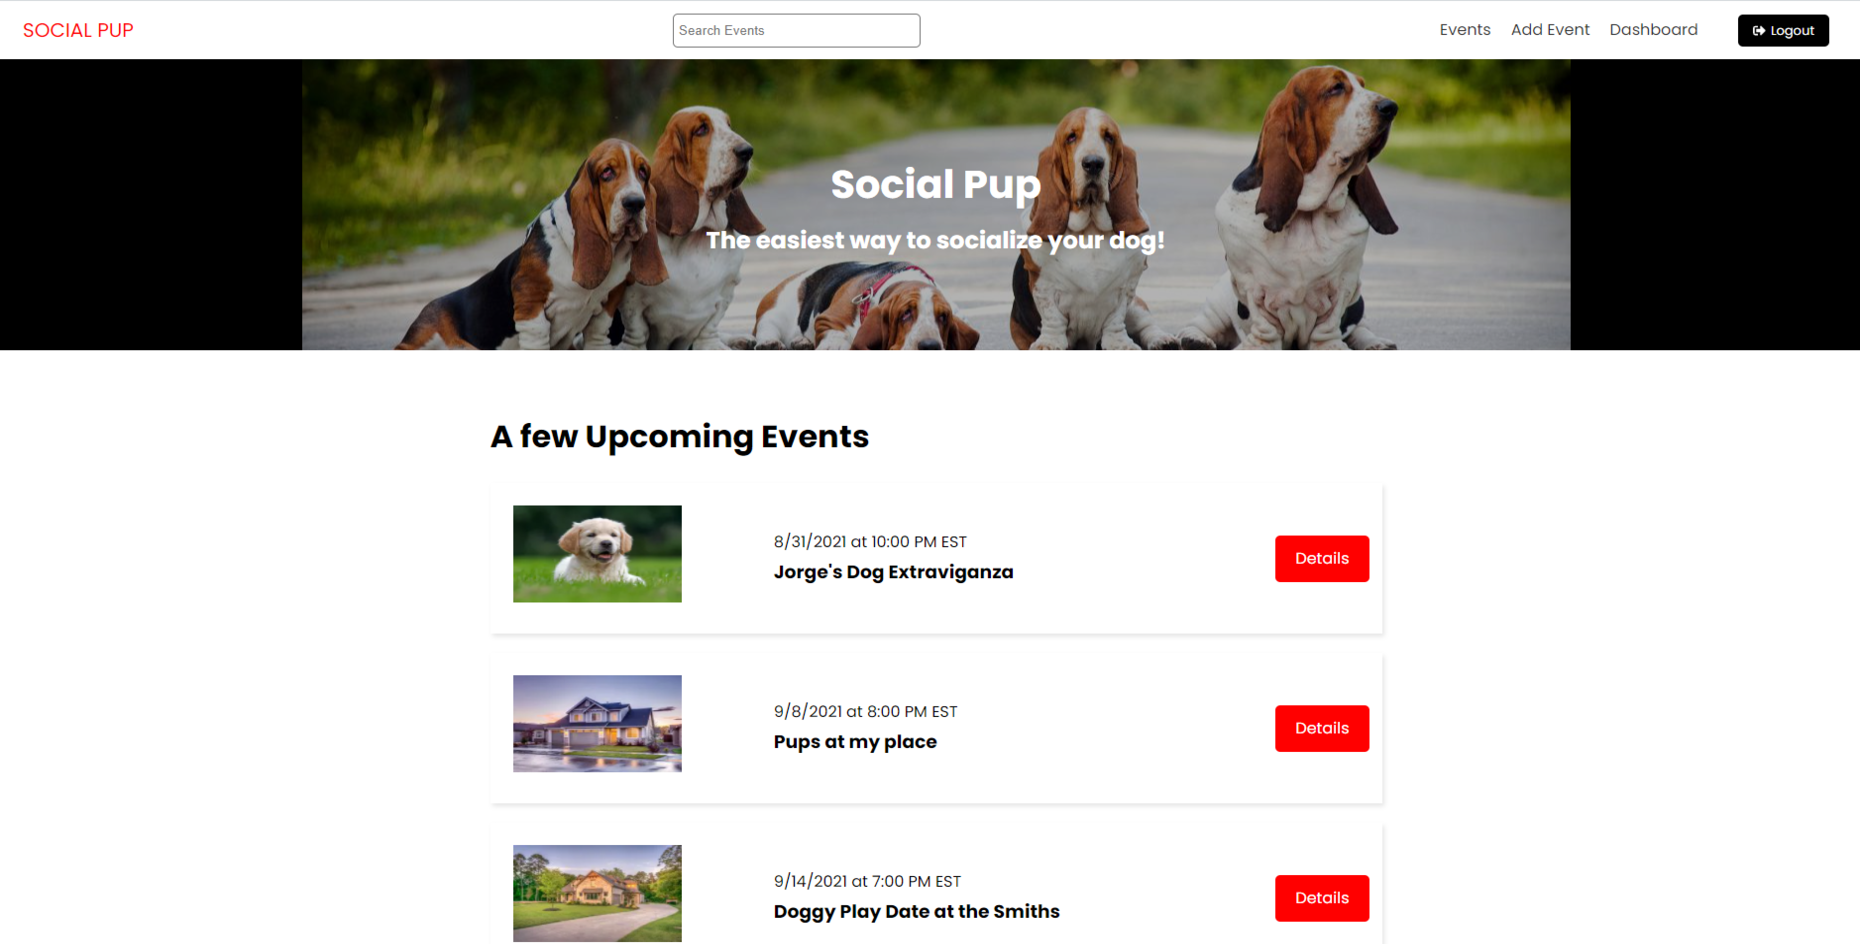 SOCIAL PUP
Search Events
Events Add Event Dashboard Logout
Social Pup
The easiest way to socialize your dog!
A few Upcoming Events
8/31/2021 at 10:00 PM EST
Jorge's Dog Extraviganza
Details
9/8/2021 at 8:00 PM EST
Pups at my place
Details
9/14/2021 at 7:00 PM EST
Doggy Play Date at the Smiths
Details